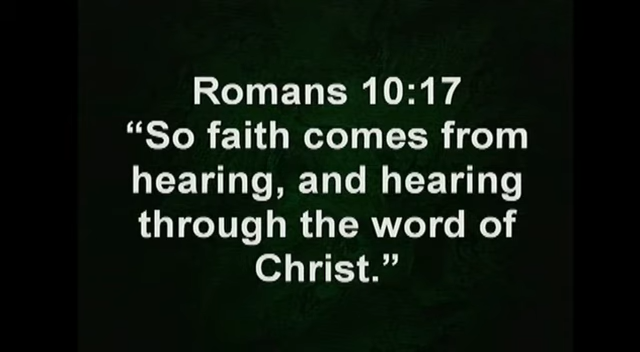 Romans 10:17
“So faith comes from
hearing, and hearing
through the word of
Christ.”